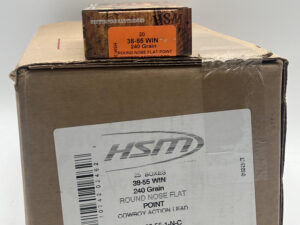 HSM
20
38-55 WIN
240 Grain
ROUND NOSE FLAT POINT
HSM
25 BOXES
38-55 WIN
240 Grain
ROUND NOSE FLAT
POINT
COWBOY ACTION LEAD